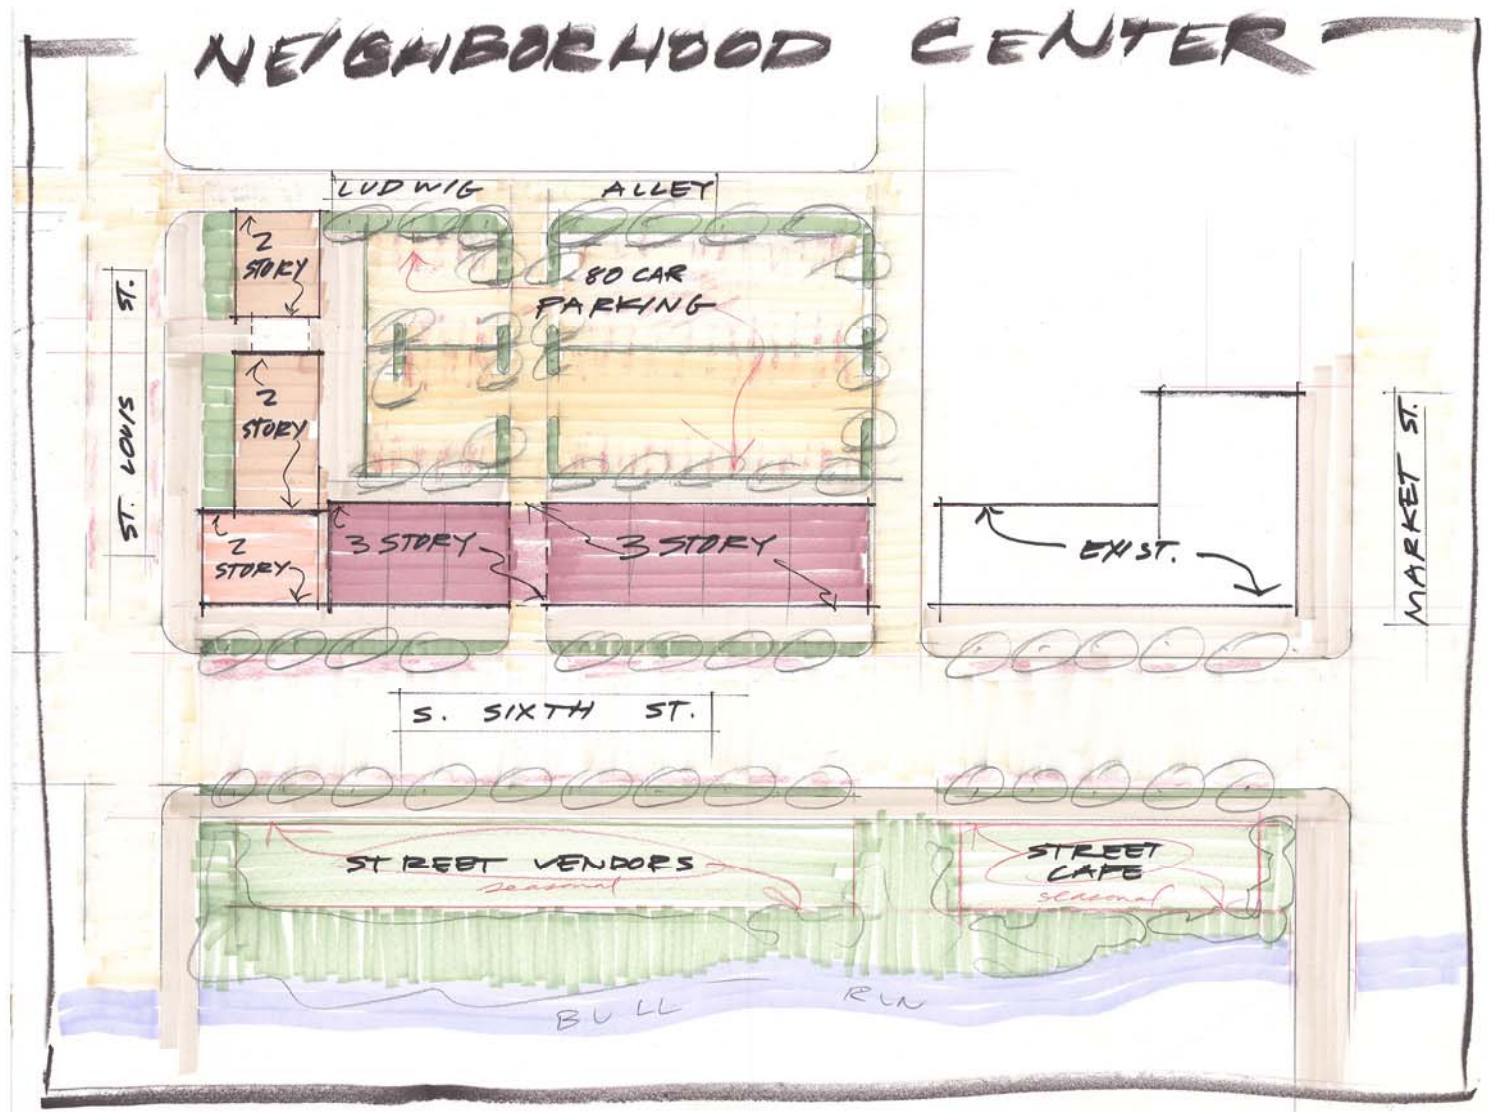 NEIGHBORHOOD CENTER
LUDWIG ALLEY
2
STORY
80 CAR
PARKING
ST. LOUIS ST.
2
STORY
MARKET ST.
2
STORY
3 STORY
3 STORY
EXIST.
S. SIXTH ST.
STREET VENDORS
seasonal
STREET
CAFE
seasonal
BULL RUN